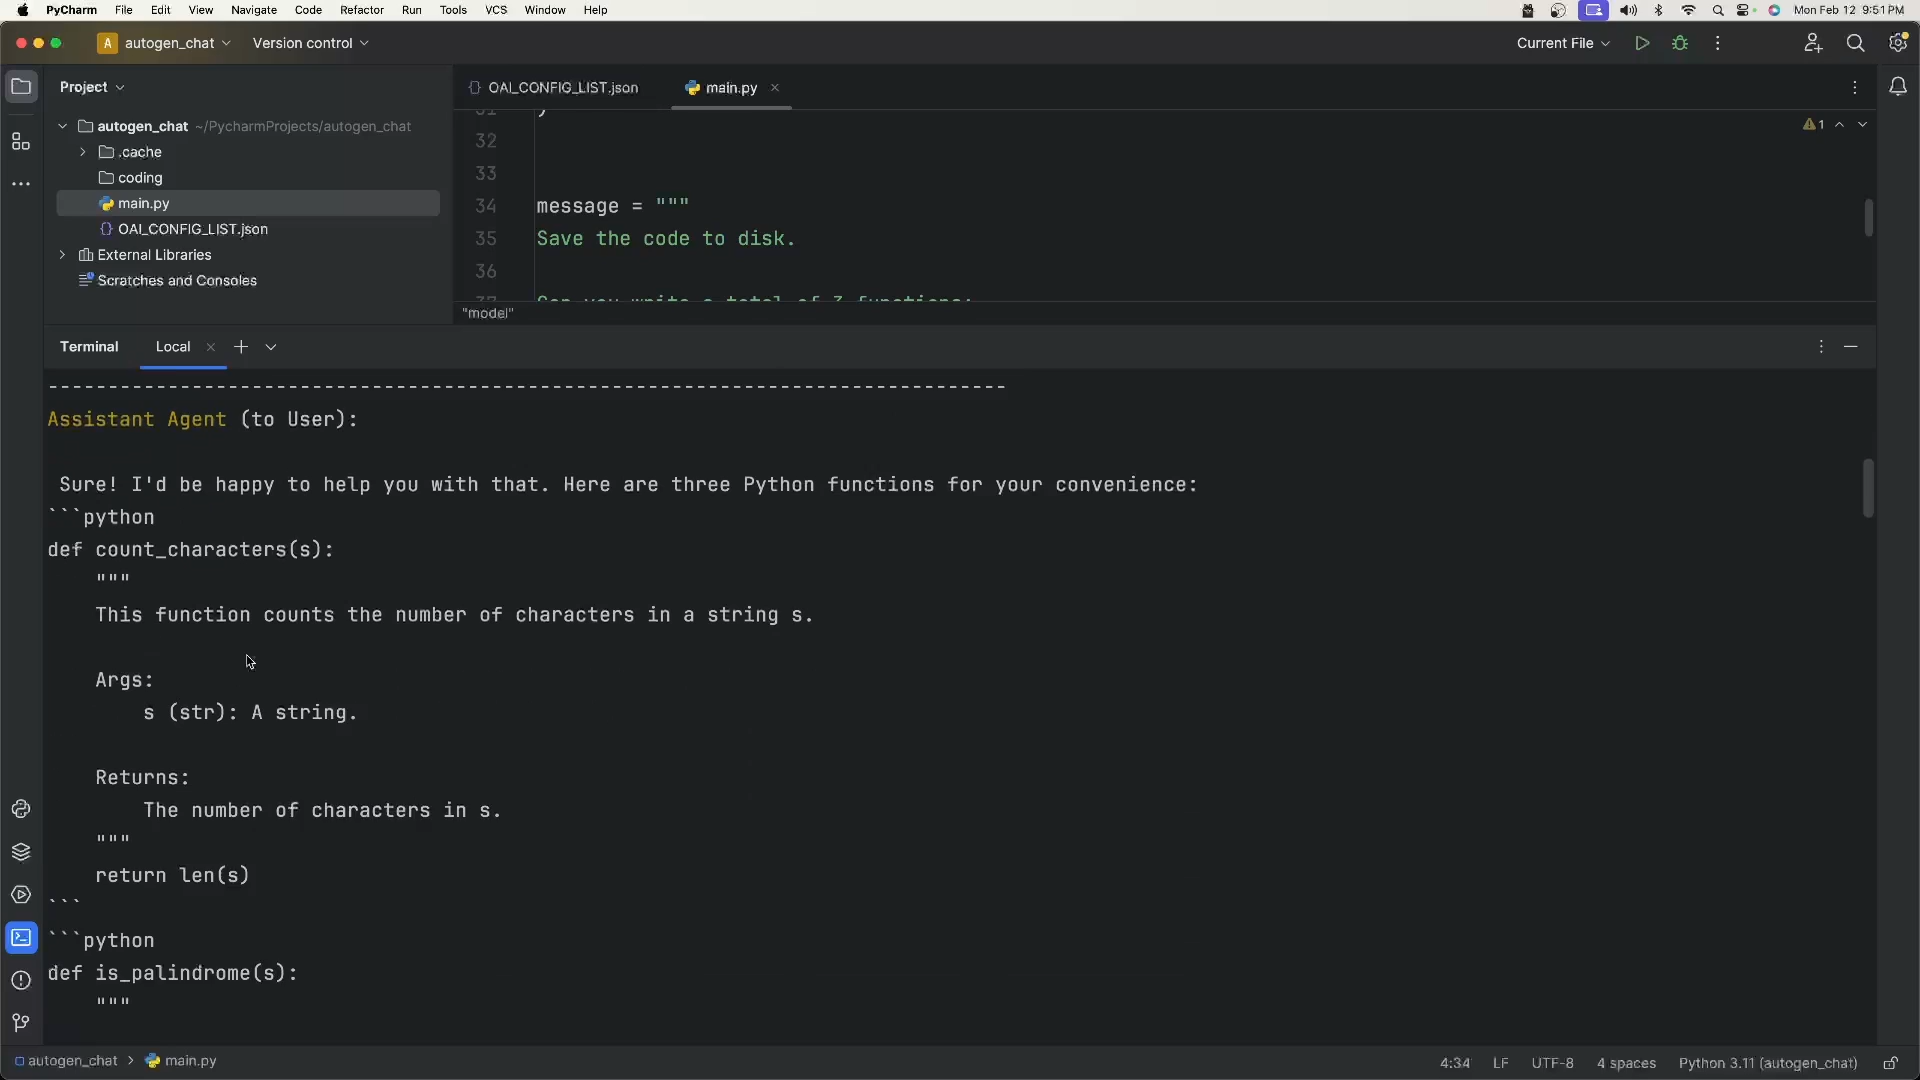 PyCharm File Edit View Navigate Code Refactor Run Tools VCS Window Help Mon Feb 12 9:51 PM
A autogen_chat Version control Current File
Project
OAI_CONFIG_LIST.json main.py
autogen_chat ~/PycharmProjects/autogen_chat
.cache
coding
main.py
OAI_CONFIG_LIST.json
External Libraries
Scratches and Consoles
31 )
1
32
33
34 message = """
35 Save the code to disk.
36
37 Can you write a total of 3 functions:
"model"
Terminal Local
--------------------------------------------------------------------------------
Assistant Agent (to User):
Sure! I'd be happy to help you with that. Here are three Python functions for your convenience:
```python
def count_characters(s):
"""
This function counts the number of characters in a string s.
Args:
s (str): A string.
Returns:
The number of characters in s.
"""
return len(s)
```
```python
def is_palindrome(s):
"""
autogen_chat > main.py
4:34 LF UTF-8 4 spaces Python 3.11 (autogen_chat)